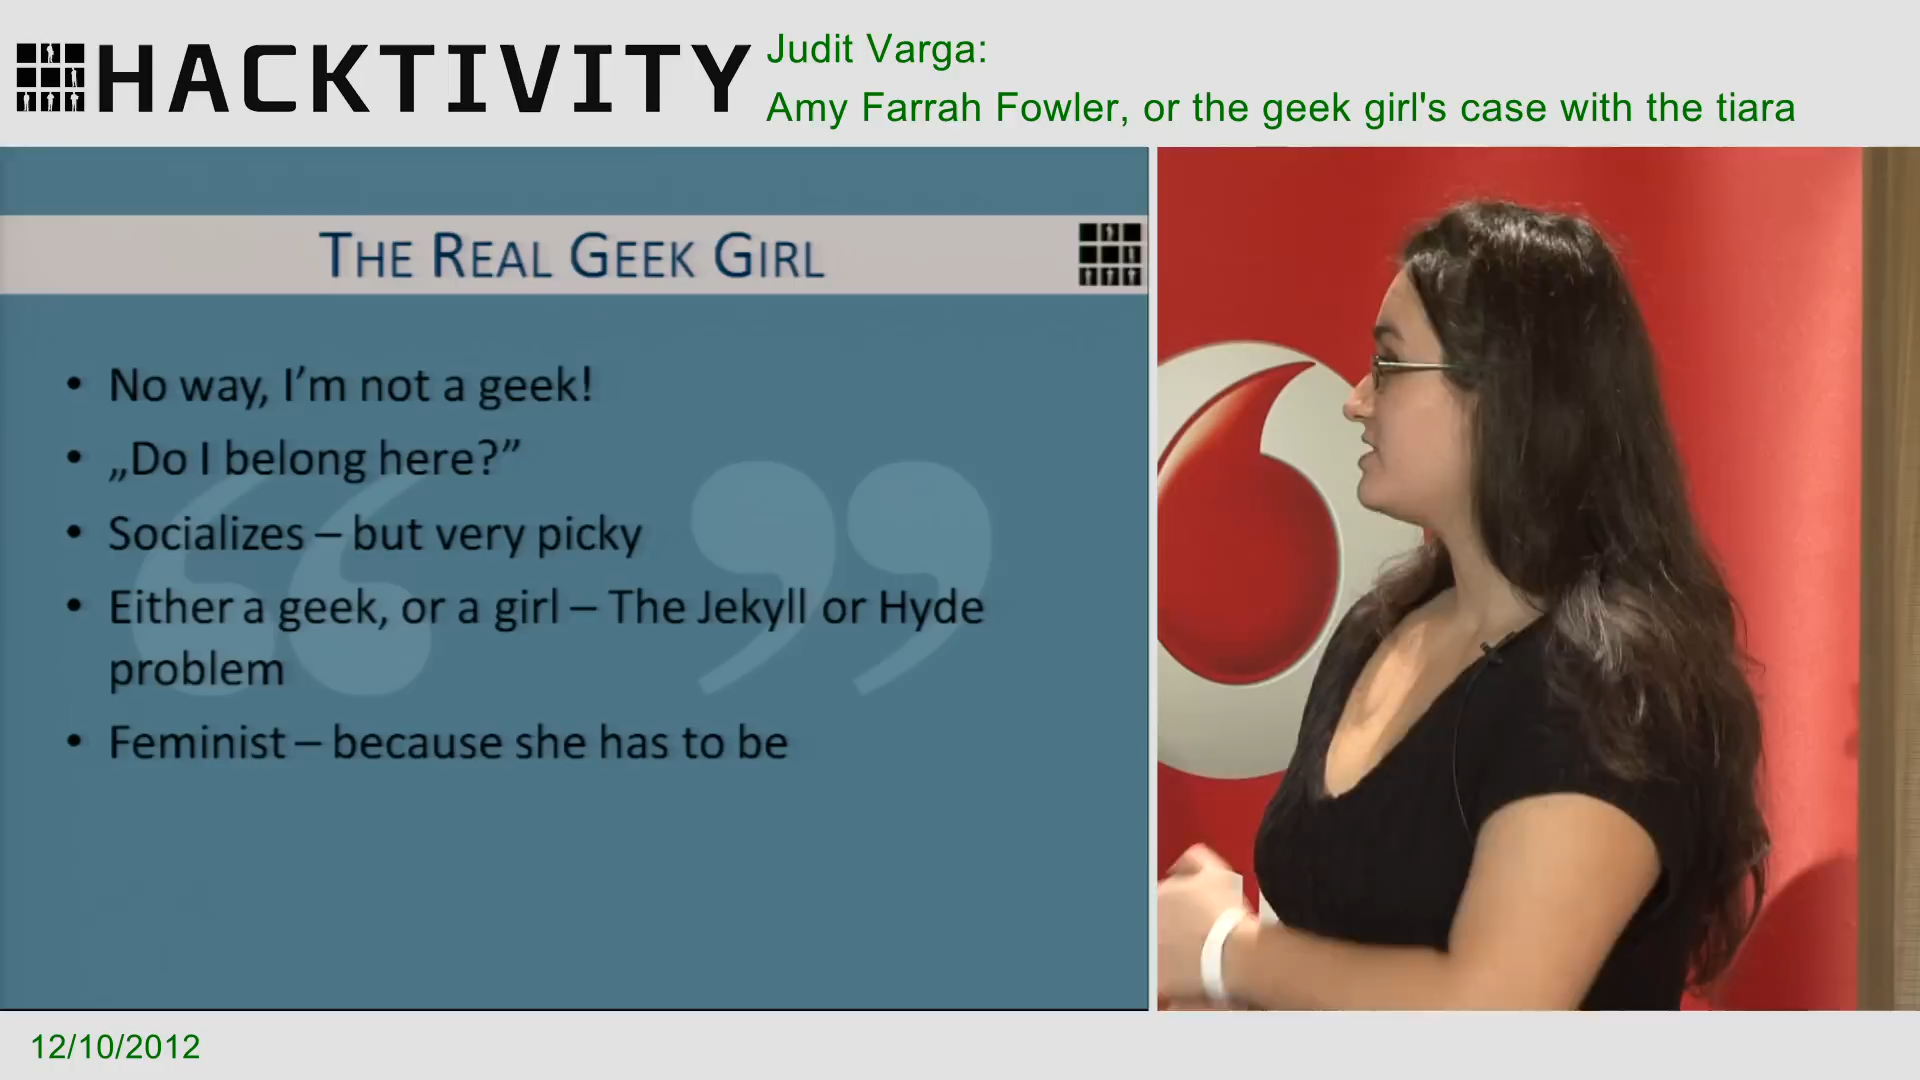 HACKTIVITY
Judit Varga:
Amy Farrah Fowler, or the geek girl's case with the tiara
THE REAL GEEK GIRL
• No way, I’m not a geek!
• „Do I belong here?”
• Socializes – but very picky
• Either a geek, or a girl – The Jekyll or Hyde
problem
• Feminist – because she has to be
12/10/2012